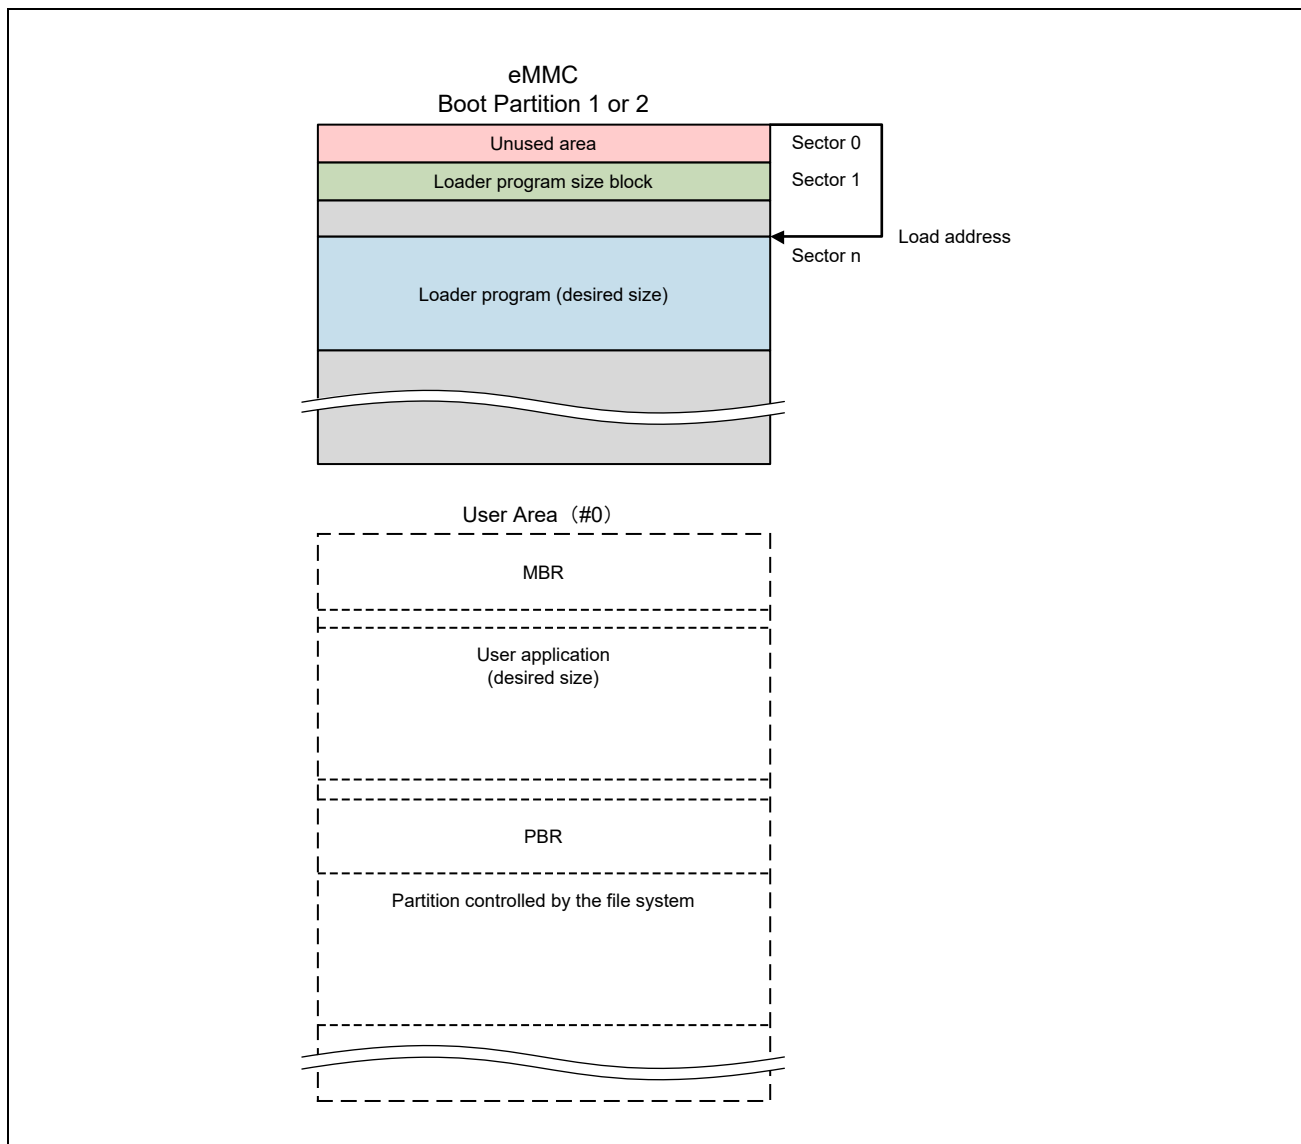 eMMC
Boot Partition 1 or 2
Unused area
Sector 0
Loader program size block
Sector 1
Load address
Sector n
Loader program (desired size)
User Area（#0）
MBR
User application
(desired size)
PBR
Partition controlled by the file system